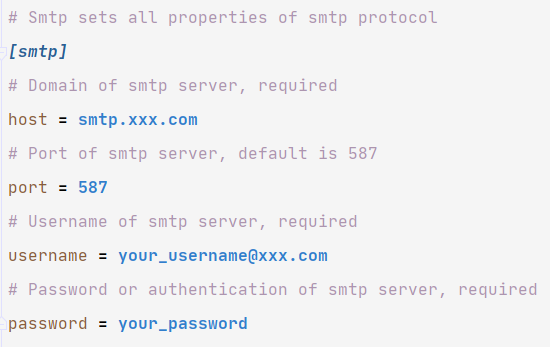 # Smtp sets all properties of smtp protocol
[smtp]
# Domain of smtp server, required
host = smtp.xxx.com
# Port of smtp server, default is 587
port = 587
# Username of smtp server, required
username = your_username@xxx.com
# Password or authentication of smtp server, required
password = your_password